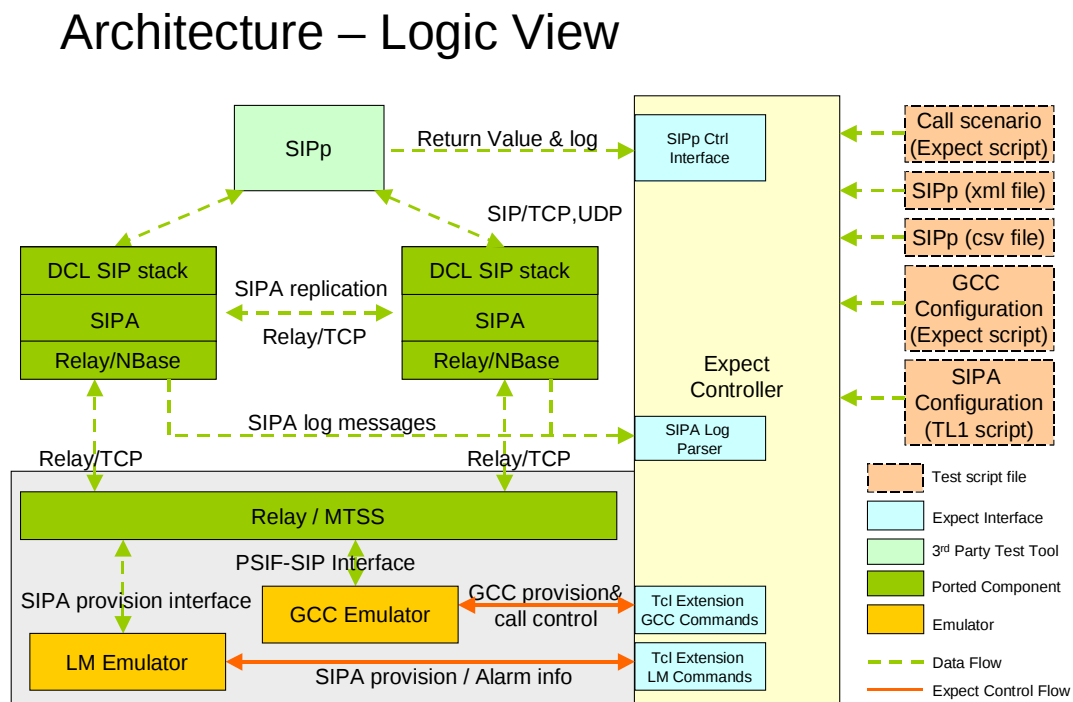 Architecture – Logic View
SIPp
Return Value & log
SIPp Ctrl
Interface
Call scenario
(Expect script)
SIPp (xml file)
SIPp (csv file)
GCC
Configuration
(Expect script)
SIPA
Configuration
(TL1 script)
SIP/TCP,UDP
DCL SIP stack
SIPA
Relay/NBase
SIPA replication
Relay/TCP
DCL SIP stack
SIPA
Relay/NBase
Expect
Controller
SIPA log messages
SIPA Log
Parser
Relay/TCP
Relay/TCP
Relay / MTSS
PSIF-SIP Interface
SIPA provision interface
GCC Emulator
GCC provision&
call control
Tcl Extension
GCC Commands
LM Emulator
SIPA provision / Alarm info
Tcl Extension
LM Commands
Test script file
Expect Interface
3rd Party Test Tool
Ported Component
Emulator
Data Flow
Expect Control Flow